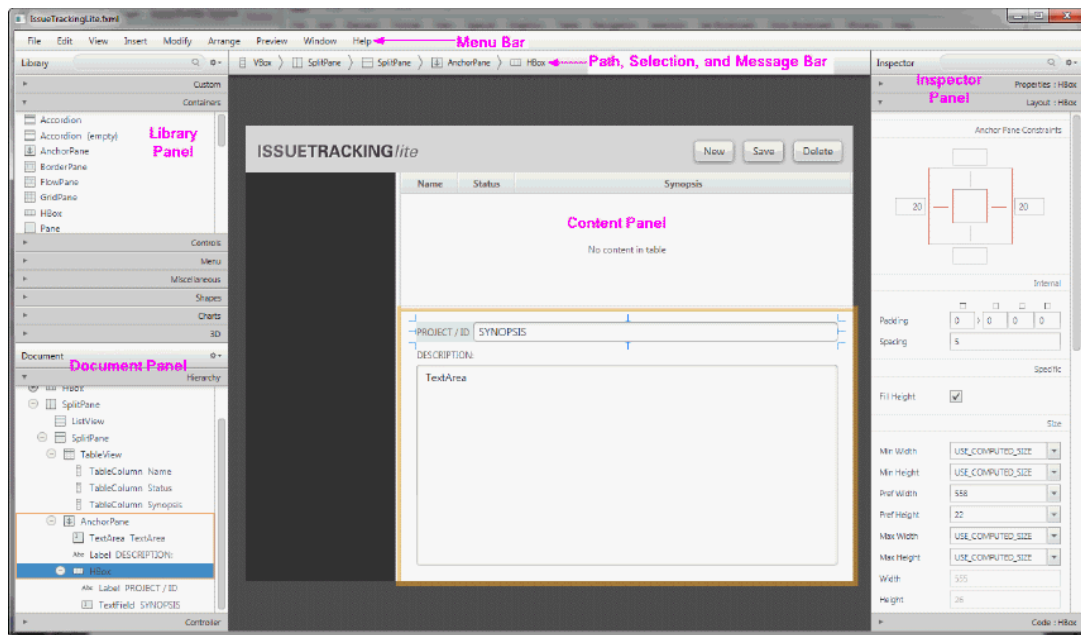 IssueTrackingLite.fxml
File Edit View Insert Modify Arrange Preview Window Help
Menu Bar
Library
VBox SplitPane SplitPane AnchorPane HBox
Path, Selection, and Message Bar
Inspector
Custom
Containers
Accordion
Accordion (empty)
AnchorPane
BorderPane
FlowPane
GridPane
HBox
Pane
Library
Panel
Controls
Menu
Miscellaneous
Shapes
Charts
3D
Document
Document Panel
Hierarchy
HBox
SplitPane
ListView
SplitPane
TableView
TableColumn Name
TableColumn Status
TableColumn Synopsis
AnchorPane
TextArea TextArea
Abc Label DESCRIPTION:
HBox
Abc Label PROJECT / ID
TextField SYNOPSIS
Controller
ISSUETRACKINGlite
New Save Delete
Name Status Synopsis
Content Panel
No content in table
PROJECT / ID SYNOPSIS
DESCRIPTION:
TextArea
Inspector
Panel
Properties : HBox
Layout : HBox
Anchor Pane Constraints
20 20
Internal
Padding 0 0 0 0
Spacing 5
Specific
Fill Height
Size
Min Width USE_COMPUTED_SIZE
Min Height USE_COMPUTED_SIZE
Pref Width 558
Pref Height 22
Max Width USE_COMPUTED_SIZE
Max Height USE_COMPUTED_SIZE
Width 555
Height 26
Code : HBox